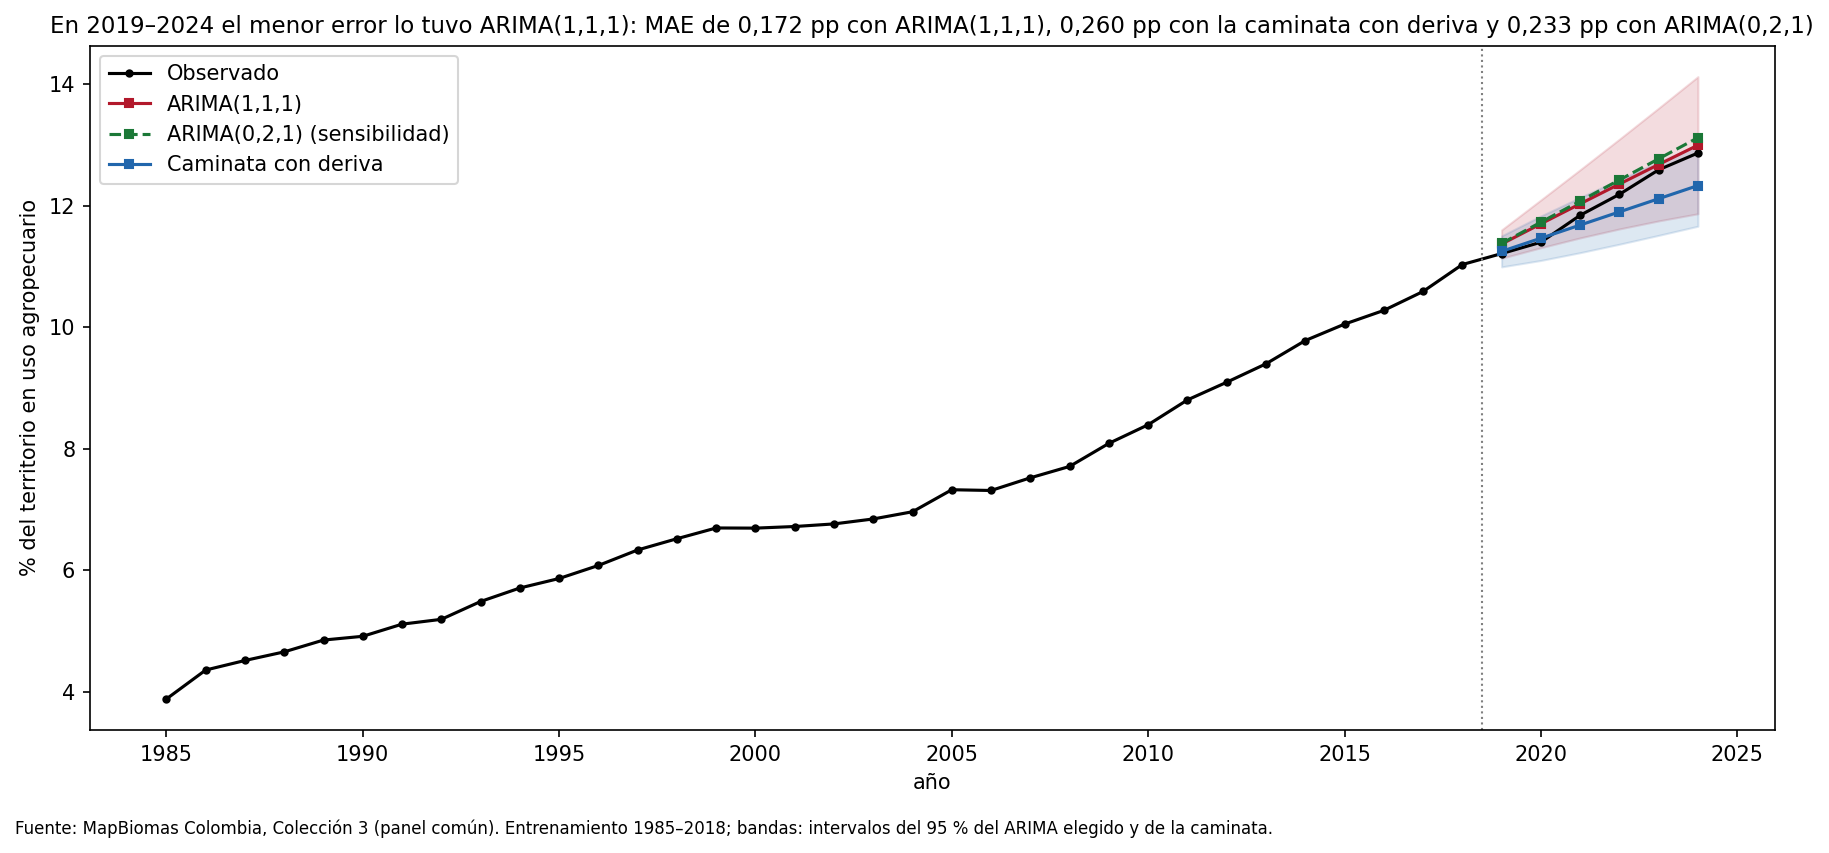 En 2019–2024 el menor error lo tuvo ARIMA(1,1,1): MAE de 0,172 pp con ARIMA(1,1,1), 0,260 pp con la caminata con deriva y 0,233 pp con ARIMA(0,2,1)
Observado
ARIMA(1,1,1)
ARIMA(0,2,1) (sensibilidad)
Caminata con deriva
% del territorio en uso agropecuario
14
12
10
8
6
4
1985 1990 1995 2000 2005 2010 2015 2020 2025
año
Fuente: MapBiomas Colombia, Colección 3 (panel común). Entrenamiento 1985–2018; bandas: intervalos del 95 % del ARIMA elegido y de la caminata.